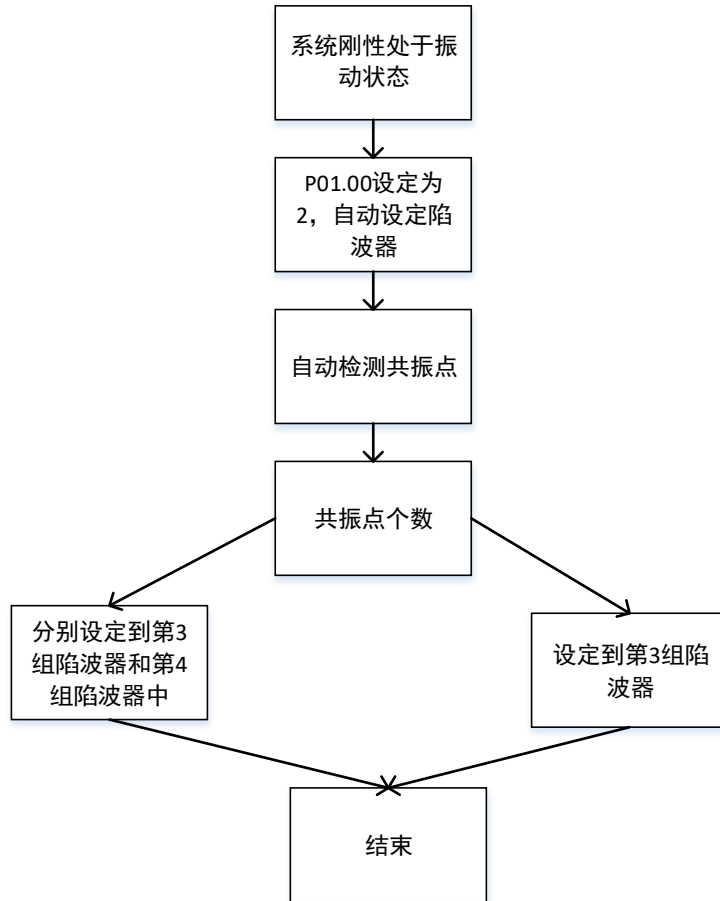 系统刚性处于振
动状态
P01.00设定为
2，自动设定陷
波器
自动检测共振点
共振点个数
分别设定到第3
组陷波器和第4
组陷波器中
设定到第3组陷
波器
结束